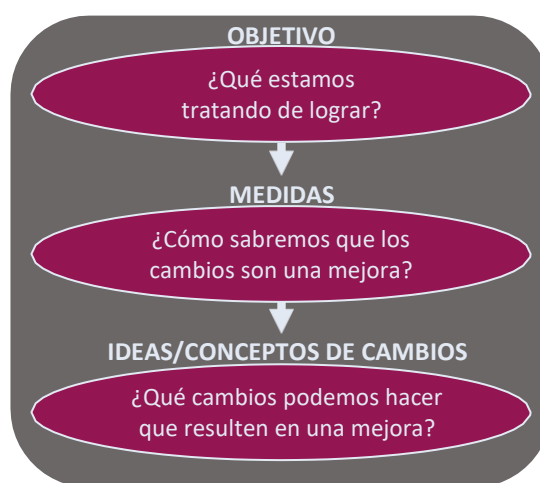 OBJETIVO
¿Qué estamos
tratando de lograr?
MEDIDAS
¿Cómo sabremos que los
cambios son una mejora?
IDEAS/CONCEPTOS DE CAMBIOS
¿Qué cambios podemos hacer
que resulten en una mejora?